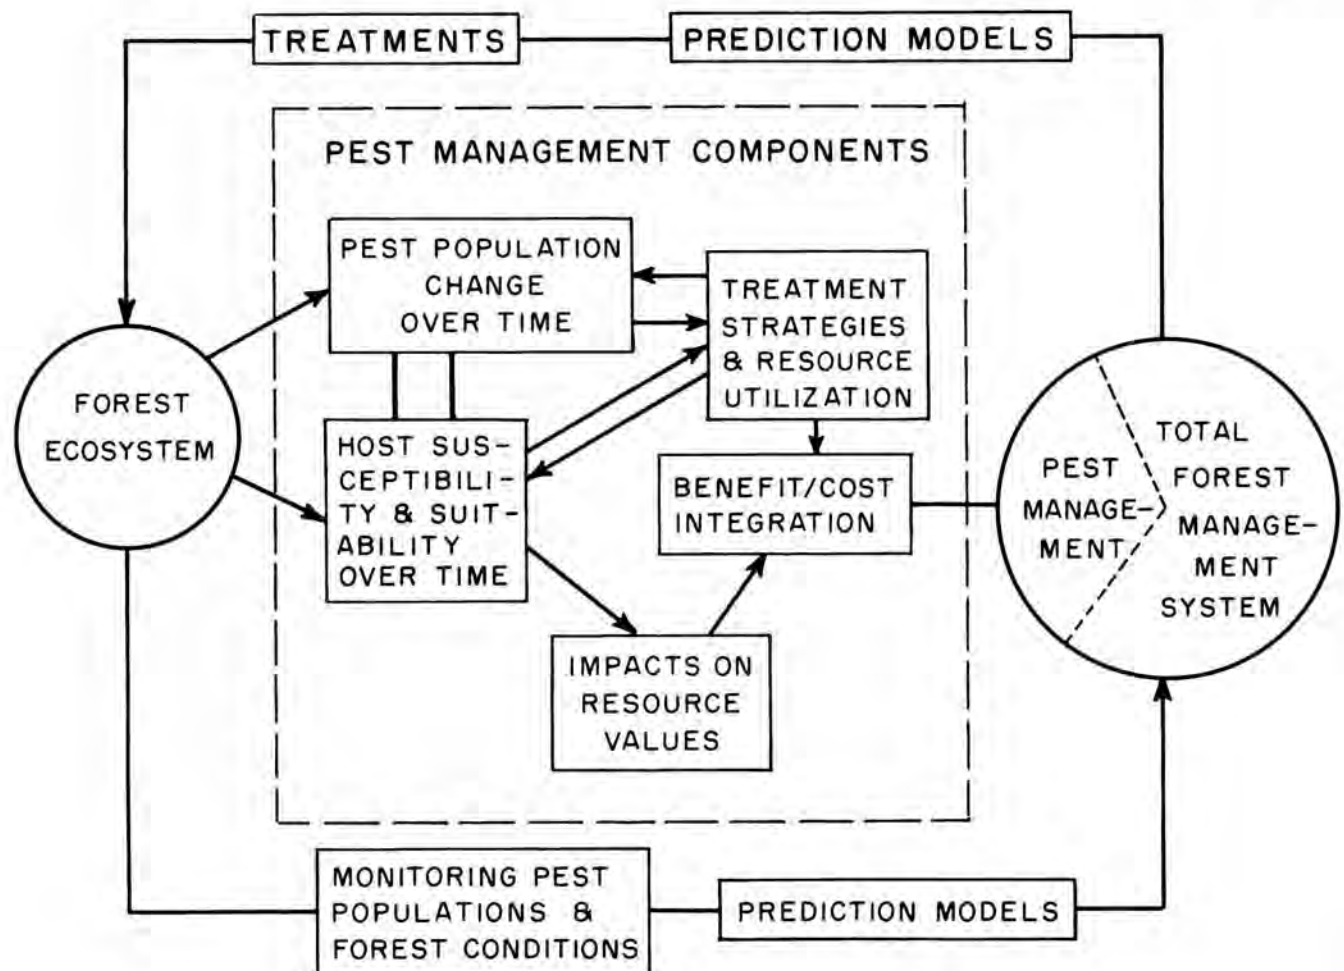 TREATMENTS
PREDICTION MODELS
PEST MANAGEMENT COMPONENTS
PEST POPULATION
CHANGE
OVER TIME
TREATMENT
STRATEGIES
& RESOURCE
UTILIZATION
FOREST
ECOSYSTEM
HOST SUS-
CEPTIBILI-
TY & SUIT-
ABILITY
OVER TIME
BENEFIT/COST
INTEGRATION
PEST
MANAGE-
MENT
TOTAL
FOREST
MANAGE-
MENT
SYSTEM
IMPACTS ON
RESOURCE
VALUES
MONITORING PEST
POPULATIONS &
FOREST CONDITIONS
PREDICTION MODELS